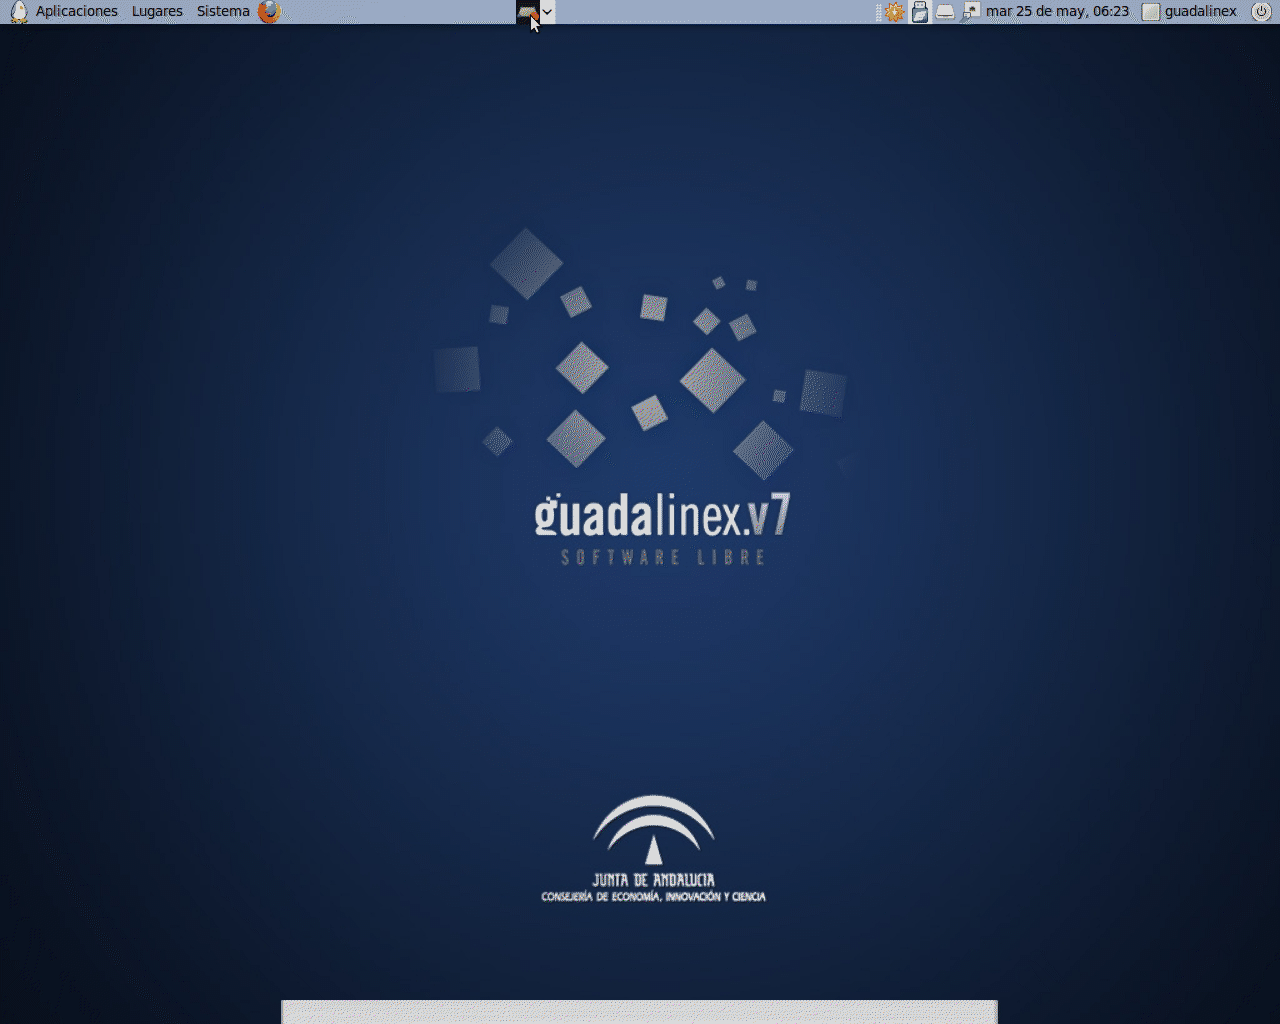 Aplicaciones Lugares Sistema mar 25 de may, 06:23 guadalinex
guadalinex.v7
SOFTWARE LIBRE
JUNTA DE ANDALUCIA
CONSEJERÍA DE ECONOMÍA, INNOVACIÓN Y CIENCIA